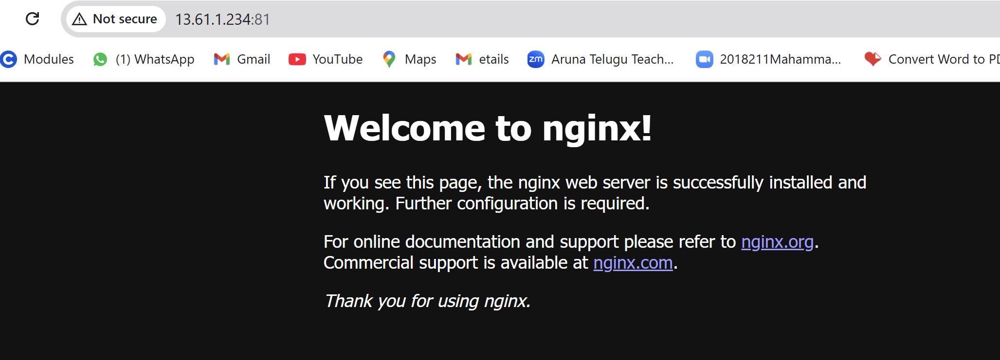 Not secure 13.61.1.234:81
Modules (1) WhatsApp Gmail YouTube Maps etails zm Aruna Telugu Teach... 2018211Mahamma... Convert Word to PD
Welcome to nginx!
If you see this page, the nginx web server is successfully installed and
working. Further configuration is required.
For online documentation and support please refer to nginx.org.
Commercial support is available at nginx.com.
Thank you for using nginx.